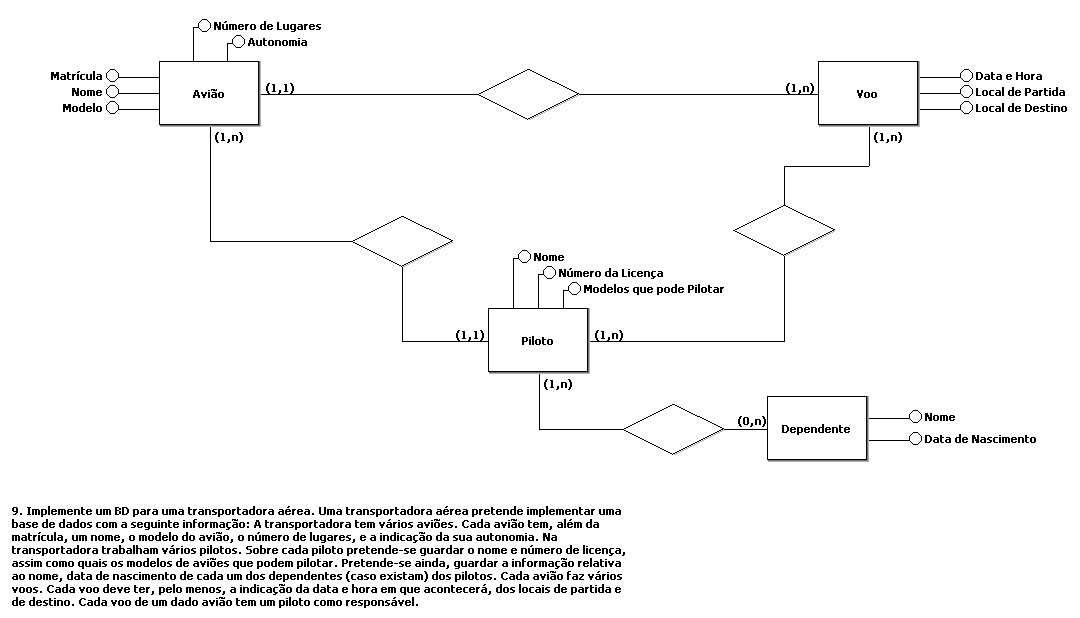 Número de Lugares
Autonomia
Matrícula
Nome
Modelo
Avião
(1,1)
(1,n)
Voo
Data e Hora
Local de Partida
Local de Destino
(1,n)
(1,n)
Nome
Número da Licença
Modelos que pode Pilotar
(1,1)
Piloto
(1,n)
(1,n)
(0,n)
Dependente
Nome
Data de Nascimento
9. Implemente um BD para uma transportadora aérea. Uma transportadora aérea pretende implementar uma
base de dados com a seguinte informação: A transportadora tem vários aviões. Cada avião tem, além da
matrícula, um nome, o modelo do avião, o número de lugares, e a indicação da sua autonomia. Na
transportadora trabalham vários pilotos. Sobre cada piloto pretende-se guardar o nome e número de licença,
assim como quais os modelos de aviões que podem pilotar. Pretende-se ainda, guardar a informação relativa
ao nome, data de nascimento de cada um dos dependentes (caso existam) dos pilotos. Cada avião faz vários
voos. Cada voo deve ter, pelo menos, a indicação da data e hora em que acontecerá, dos locais de partida e
de destino. Cada voo de um dado avião tem um piloto como responsável.